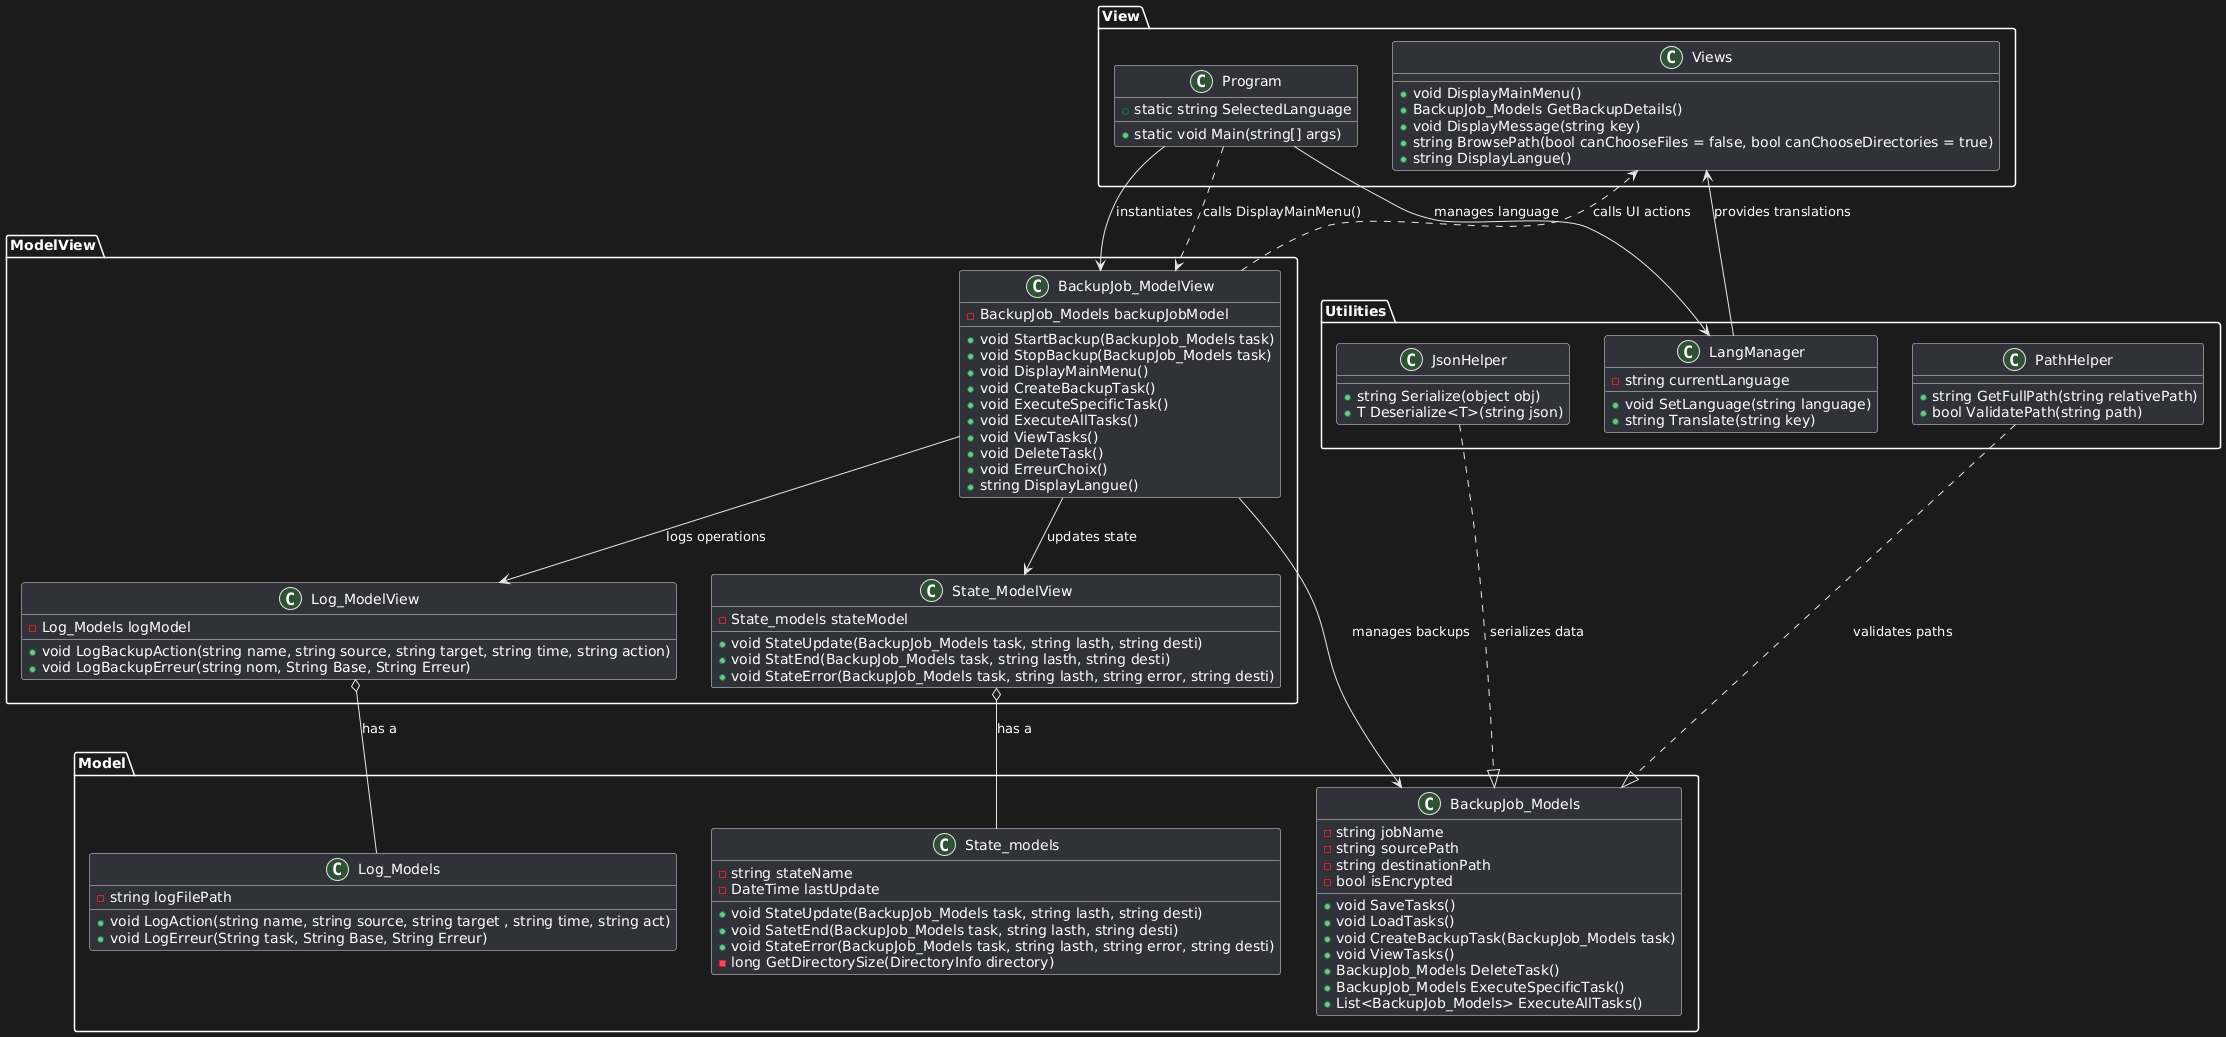 View
C Program
static string SelectedLanguage
static void Main(string[] args)
C Views
void DisplayMainMenu()
BackupJob_Models GetBackupDetails()
void DisplayMessage(string key)
string BrowsePath(bool canChooseFiles = false, bool canChooseDirectories = true)
string DisplayLangue()
instantiates
calls DisplayMainMenu()
manages language
calls UI actions
provides translations
ModelView
C BackupJob_ModelView
BackupJob_Models backupJobModel
void StartBackup(BackupJob_Models task)
void StopBackup(BackupJob_Models task)
void DisplayMainMenu()
void CreateBackupTask()
void ExecuteSpecificTask()
void ExecuteAllTasks()
void ViewTasks()
void DeleteTask()
void ErreurChoix()
string DisplayLangue()
Utilities
C JsonHelper
string Serialize(object obj)
T Deserialize<T>(string json)
C LangManager
string currentLanguage
void SetLanguage(string language)
string Translate(string key)
C PathHelper
string GetFullPath(string relativePath)
bool ValidatePath(string path)
logs operations
updates state
C Log_ModelView
Log_Models logModel
void LogBackupAction(string name, string source, string target, string time, string action)
void LogBackupErreur(string nom, String Base, String Erreur)
C State_ModelView
State_models stateModel
void StateUpdate(BackupJob_Models task, string lasth, string desti)
void StatEnd(BackupJob_Models task, string lasth, string desti)
void StateError(BackupJob_Models task, string lasth, string error, string desti)
manages backups
serializes data
validates paths
has a
has a
Model
C Log_Models
string logFilePath
void LogAction(string name, string source, string target , string time, string act)
void LogErreur(String task, String Base, String Erreur)
C State_models
string stateName
DateTime lastUpdate
void StateUpdate(BackupJob_Models task, string lasth, string desti)
void SatetEnd(BackupJob_Models task, string lasth, string desti)
void StateError(BackupJob_Models task, string lasth, string error, string desti)
long GetDirectorySize(DirectoryInfo directory)
C BackupJob_Models
string jobName
string sourcePath
string destinationPath
bool isEncrypted
void SaveTasks()
void LoadTasks()
void CreateBackupTask(BackupJob_Models task)
void ViewTasks()
BackupJob_Models DeleteTask()
BackupJob_Models ExecuteSpecificTask()
List<BackupJob_Models> ExecuteAllTasks()